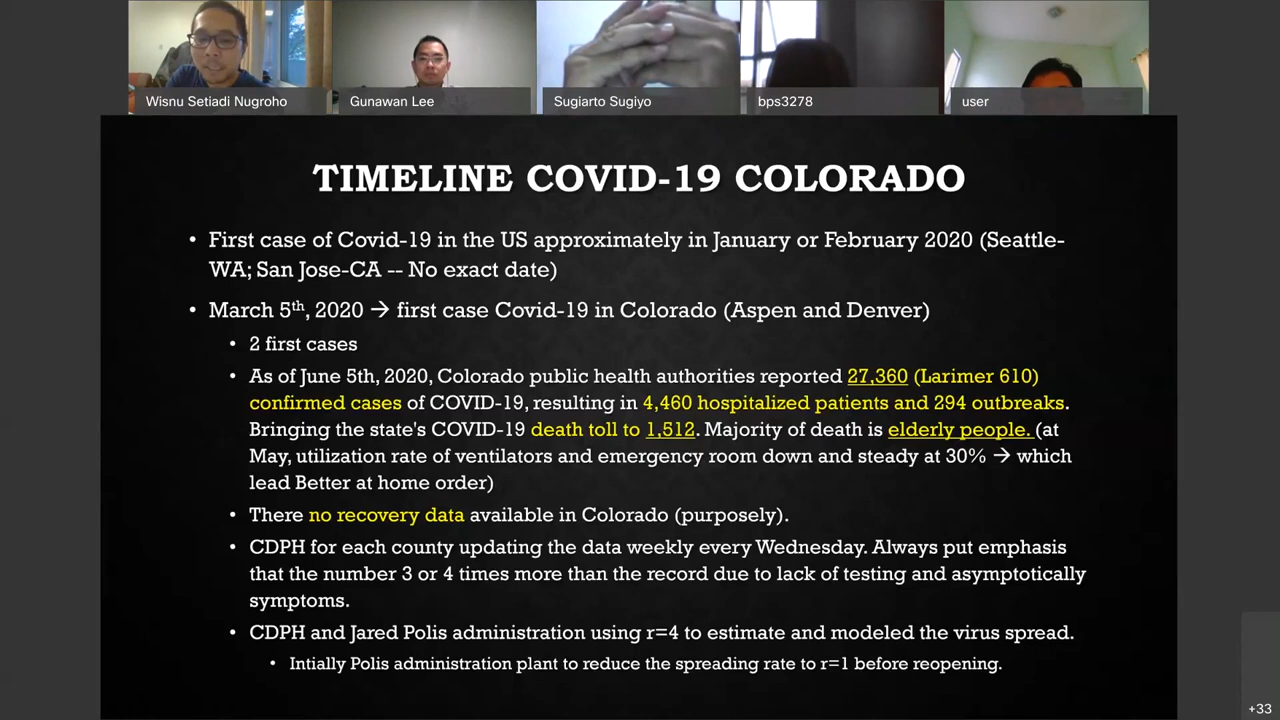 Wisnu Setiadi Nugroho
Gunawan Lee
Sugiarto Sugiyo
bps3278
user
TIMELINE COVID-19 COLORADO
• First case of Covid-19 in the US approximately in January or February 2020 (Seattle-
WA; San Jose-CA -- No exact date)
• March 5th, 2020 → first case Covid-19 in Colorado (Aspen and Denver)
• 2 first cases
• As of June 5th, 2020, Colorado public health authorities reported 27,360 (Larimer 610)
confirmed cases of COVID-19, resulting in 4,460 hospitalized patients and 294 outbreaks.
Bringing the state's COVID-19 death toll to 1,512. Majority of death is elderly people. (at
May, utilization rate of ventilators and emergency room down and steady at 30% → which
lead Better at home order)
• There no recovery data available in Colorado (purposely).
• CDPH for each county updating the data weekly every Wednesday. Always put emphasis
that the number 3 or 4 times more than the record due to lack of testing and asymptotically
symptoms.
• CDPH and Jared Polis administration using r=4 to estimate and modeled the virus spread.
• Intially Polis administration plant to reduce the spreading rate to r=1 before reopening.
+33